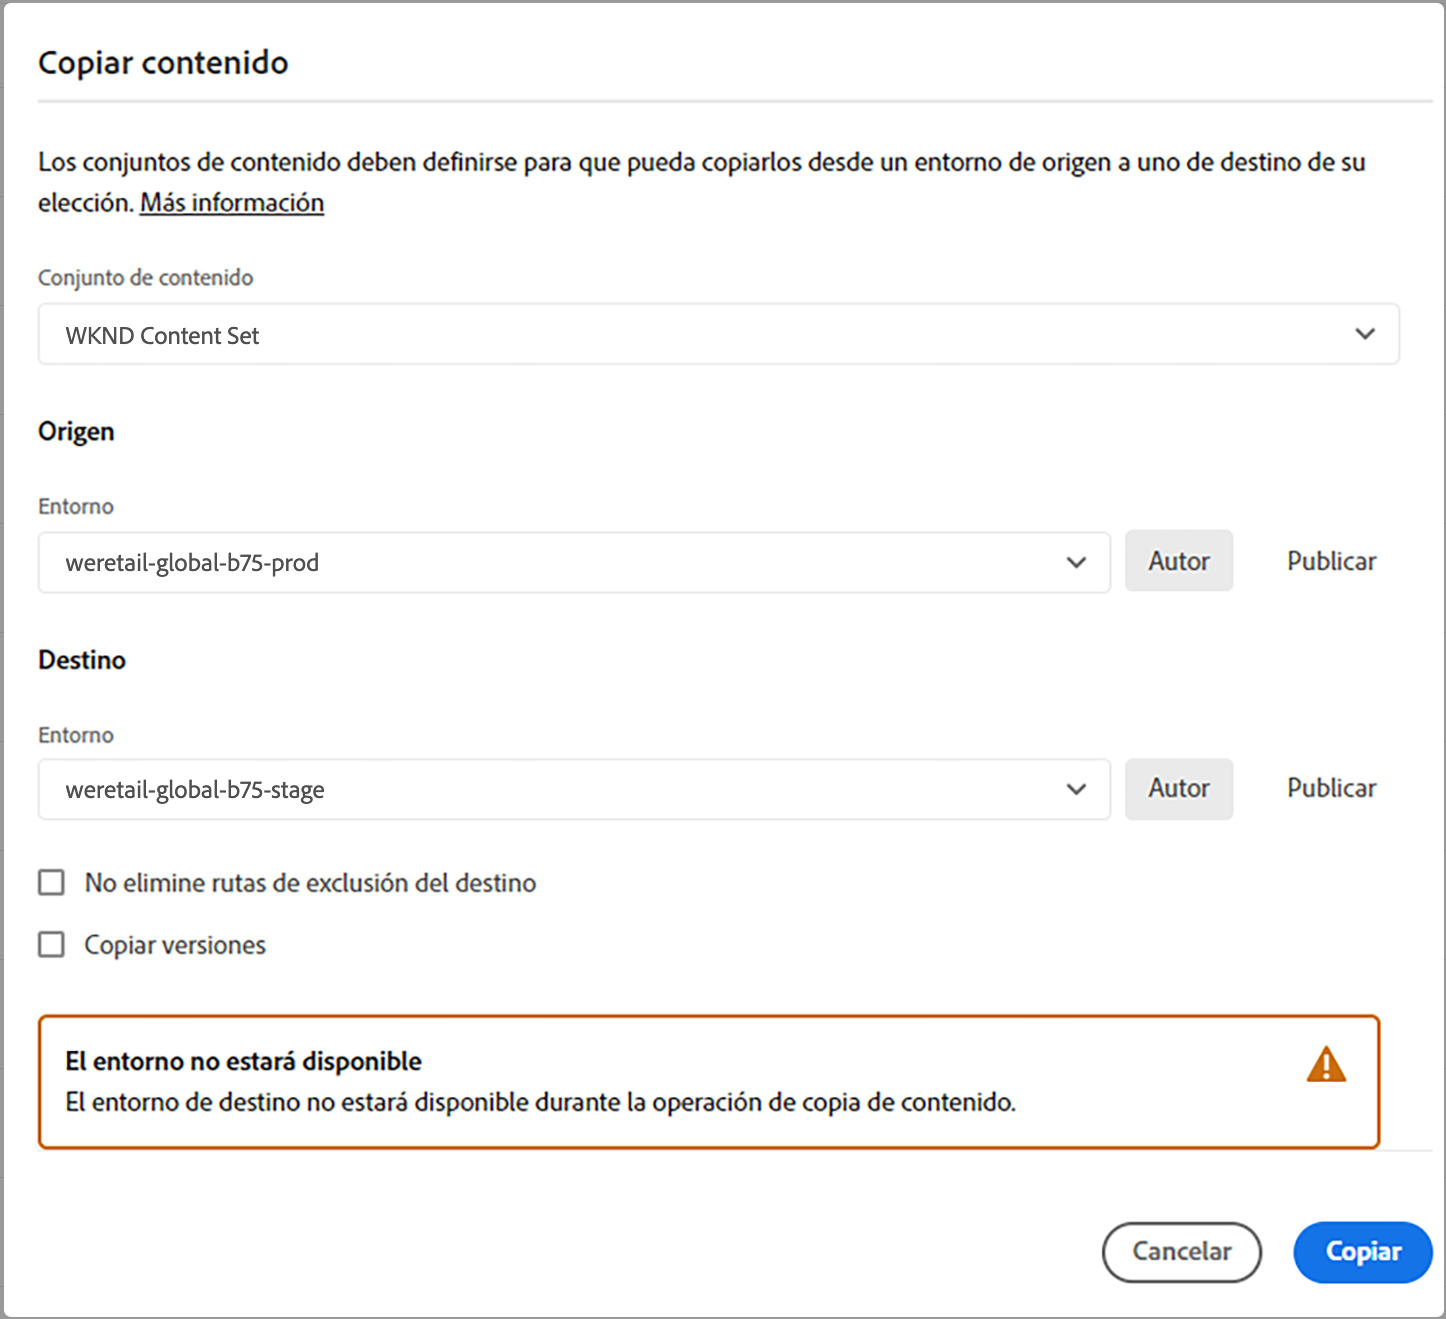 Copiar contenido
Los conjuntos de contenido deben definirse para que pueda copiarlos desde un entorno de origen a uno de destino de su
elección. Más información
Conjunto de contenido
WKND Content Set
Origen
Entorno
weretail-global-b75-prod
Autor
Publicar
Destino
Entorno
weretail-global-b75-stage
Autor
Publicar
No elimine rutas de exclusión del destino
Copiar versiones
El entorno no estará disponible
El entorno de destino no estará disponible durante la operación de copia de contenido.
Cancelar
Copiar